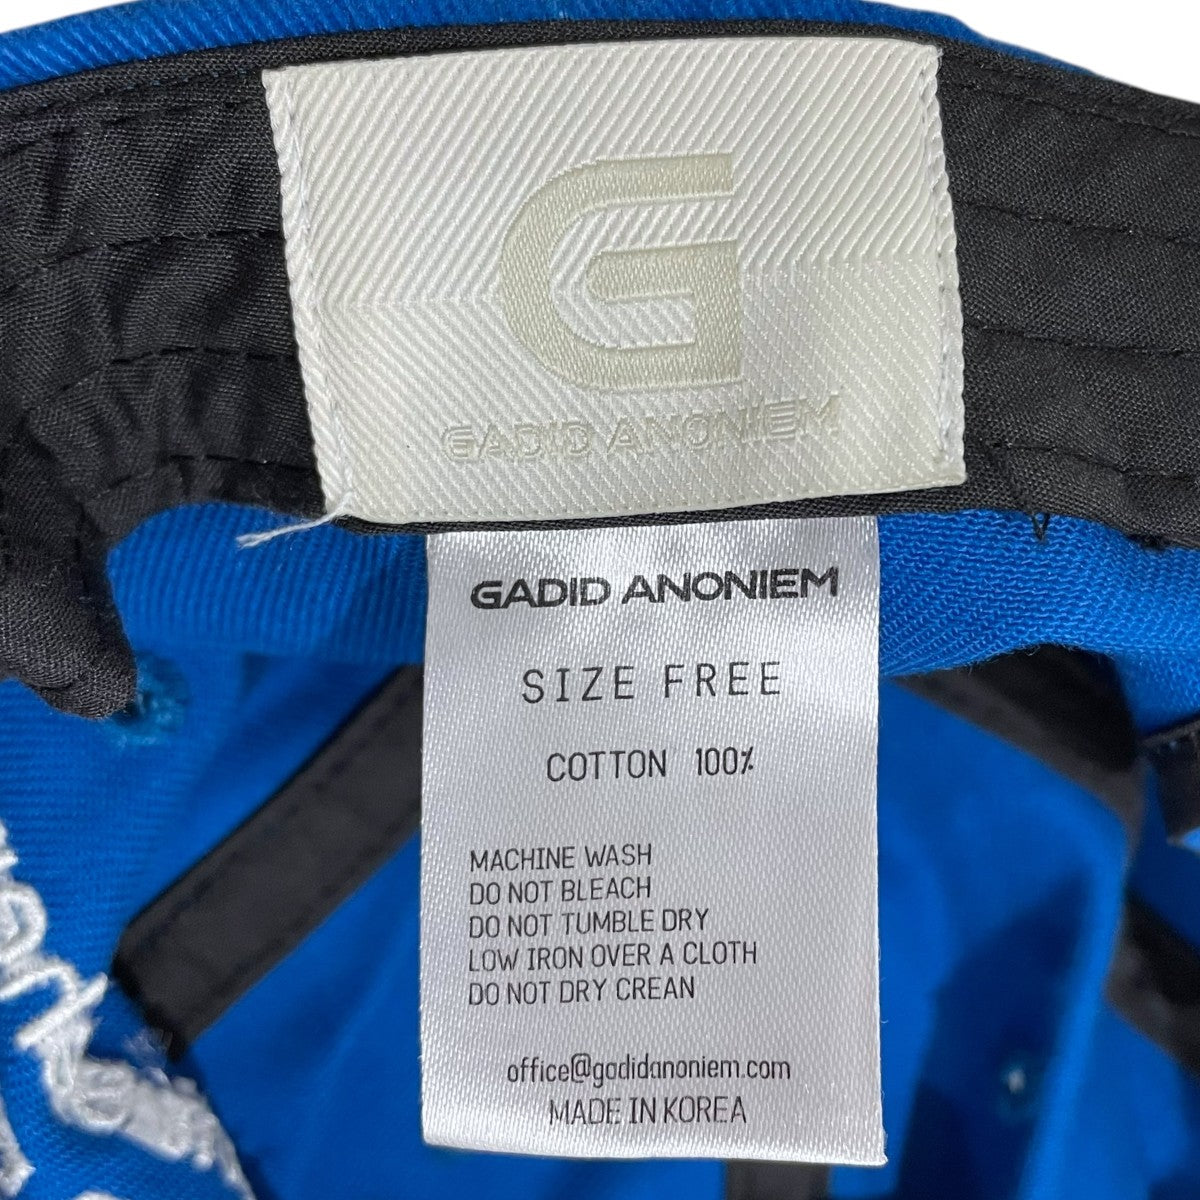 G
GADID ANONIEM
GADID ANONIEM
SIZE FREE
COTTON 100%
MACHINE WASH
DO NOT BLEACH
DO NOT TUMBLE DRY
LOW IRON OVER A CLOTH
DO NOT DRY CREAN
office@gadidanoniem.com
MADE IN KOREA